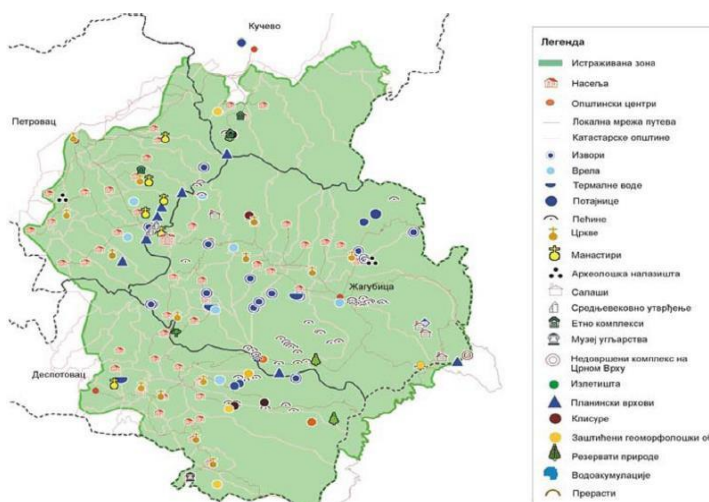 Кучево
Петровац
Жагубица
Деспотовац
Легенда
Истраживана зона
Насеља
Општински центри
Локална мрежа путева
Катастарске општине
Извори
Врела
Термалне воде
Потајнице
Пећине
Цркве
Манастири
Археолошка налазишта
Салаши
Средњевековно утврђење
Етно комплекси
Музеј угљарства
Недовршени комплекс на
Црном Врху
Излетишта
Планински врхови
Клисуре
Заштићени геоморфолошки об
Резервати природе
Водоакумулације
Прерасти